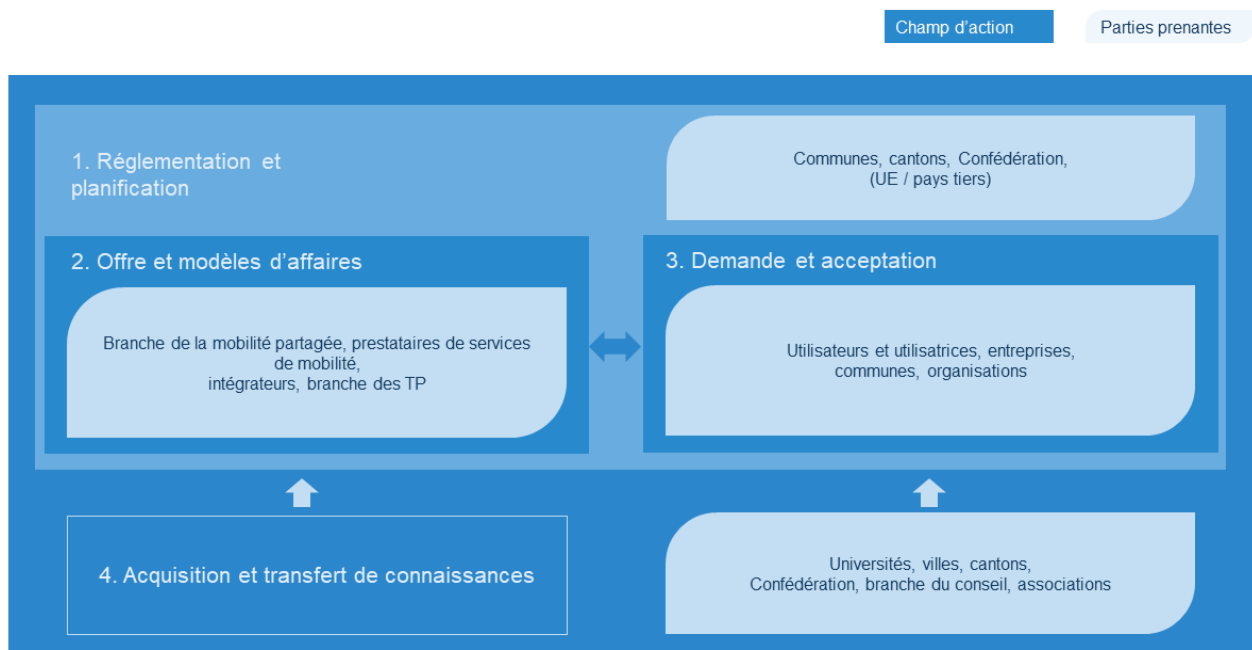 Champ d’action
Parties prenantes
1. Réglementation et
planification
Communes, cantons, Confédération,
(UE / pays tiers)
2. Offre et modèles d’affaires
Branche de la mobilité partagée, prestataires de services
de mobilité,
intégrateurs, branche des TP
3. Demande et acceptation
Utilisateurs et utilisatrices, entreprises,
communes, organisations
4. Acquisition et transfert de connaissances
Universités, villes, cantons,
Confédération, branche du conseil, associations